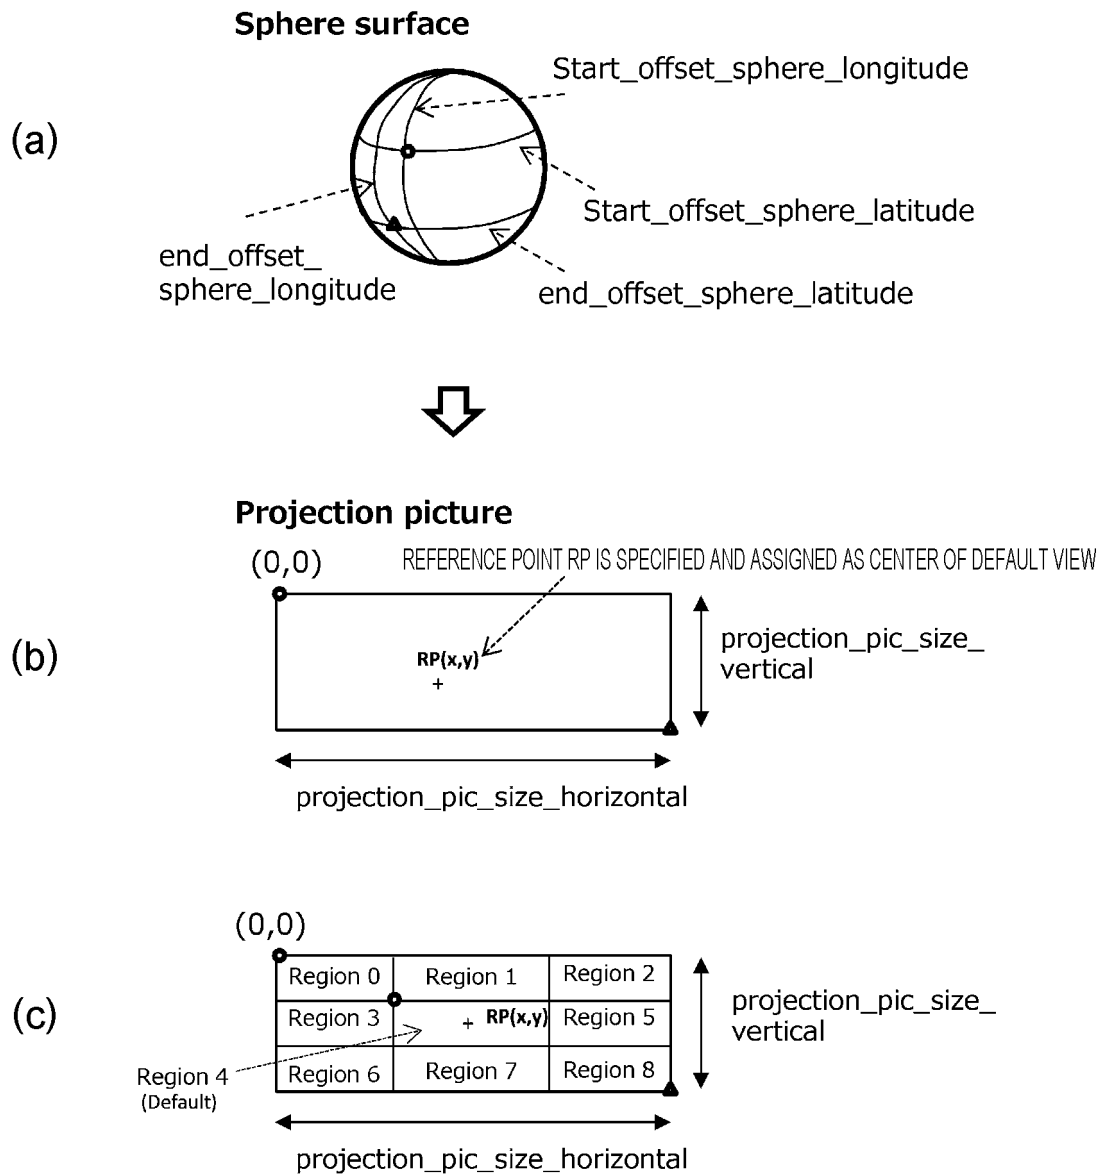 Sphere surface
(a)
Start_offset_sphere_longitude
Start_offset_sphere_latitude
end_offset_
sphere_longitude
end_offset_sphere_latitude
Projection picture
(0,0)
REFERENCE POINT RP IS SPECIFIED AND ASSIGNED AS CENTER OF DEFAULT VIEW
(b)
RP(x,y)
+
projection_pic_size_
vertical
projection_pic_size_horizontal
(0,0)
(c)
Region 0 Region 1 Region 2
Region 3 + RP(x,y) Region 5
Region 6 Region 7 Region 8
Region 4
(Default)
projection_pic_size_
vertical
projection_pic_size_horizontal